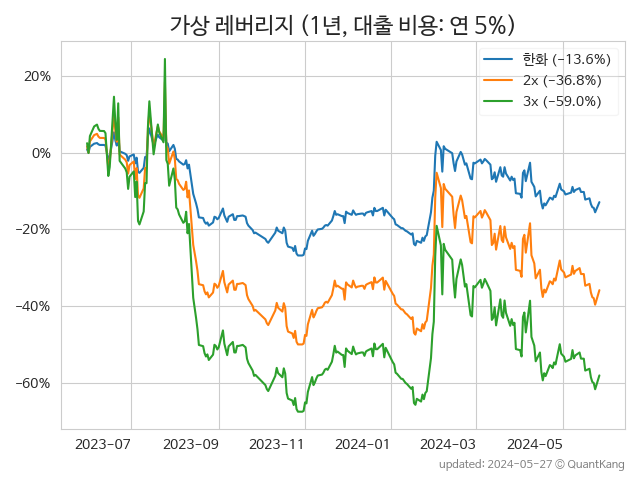 가상 레버리지 (1년, 대출 비용: 연 5%)
한화 (−13.6%)
2x (−36.8%)
3x (−59.0%)
20%
0%
−20%
−40%
−60%
2023-07 2023-09 2023-11 2024-01 2024-03 2024-05
updated: 2024-05-27 © QuantKang